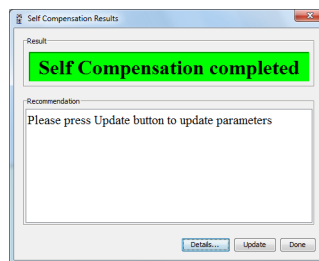 Self Compensation Results
Result
Self Compensation completed
Recommendation
Please press Update button to update parameters
Details... Update Done